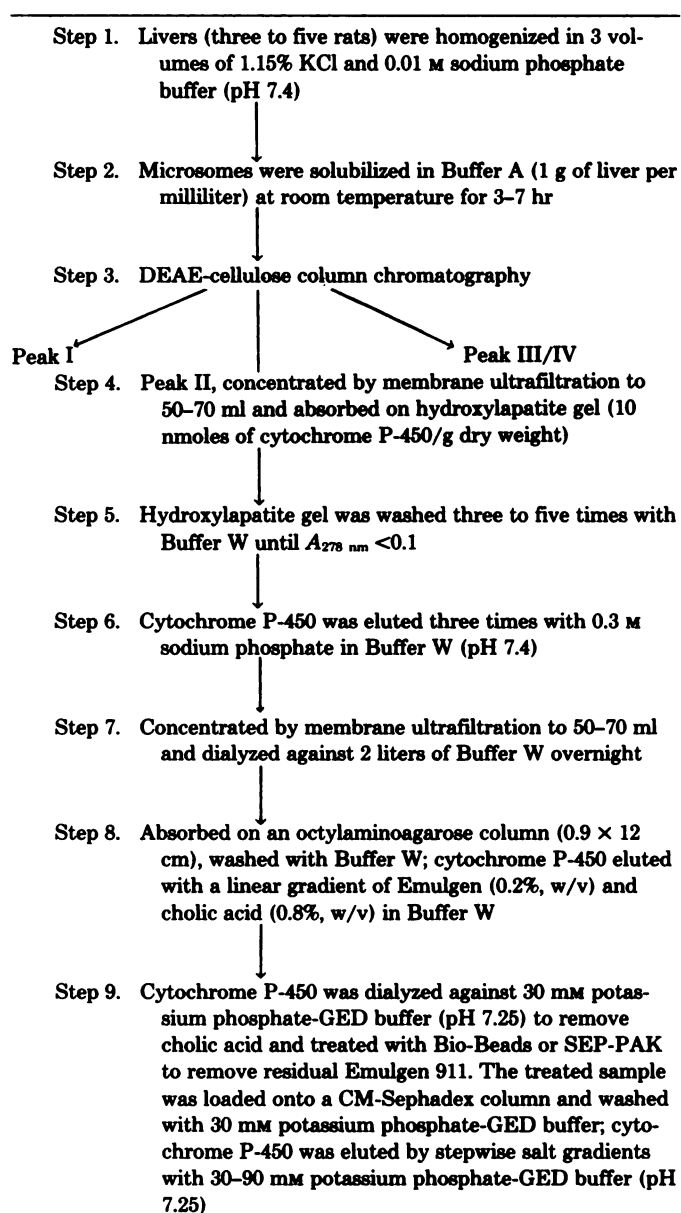 Step 1. Livers (three to five rats) were homogenized in 3 vol-
umes of 1.15% KCl and 0.01 M sodium phosphate
buffer (pH 7.4)
Step 2. Microsomes were solubilized in Buffer A (1 g of liver per
milliliter) at room temperature for 3–7 hr
Step 3. DEAE-cellulose column chromatography
Peak I Peak III/IV
Step 4. Peak II, concentrated by membrane ultrafiltration to
50–70 ml and absorbed on hydroxylapatite gel (10
nmoles of cytochrome P-450/g dry weight)
Step 5. Hydroxylapatite gel was washed three to five times with
Buffer W until A278 nm <0.1
Step 6. Cytochrome P-450 was eluted three times with 0.3 M
sodium phosphate in Buffer W (pH 7.4)
Step 7. Concentrated by membrane ultrafiltration to 50–70 ml
and dialyzed against 2 liters of Buffer W overnight
Step 8. Absorbed on an octylaminoagarose column (0.9 × 12
cm), washed with Buffer W; cytochrome P-450 eluted
with a linear gradient of Emulgen (0.2%, w/v) and
cholic acid (0.8%, w/v) in Buffer W
Step 9. Cytochrome P-450 was dialyzed against 30 mM potas-
sium phosphate-GED buffer (pH 7.25) to remove
cholic acid and treated with Bio-Beads or SEP-PAK
to remove residual Emulgen 911. The treated sample
was loaded onto a CM-Sephadex column and washed
with 30 mM potassium phosphate-GED buffer; cyto-
chrome P-450 was eluted by stepwise salt gradients
with 30–90 mM potassium phosphate-GED buffer (pH
7.25)